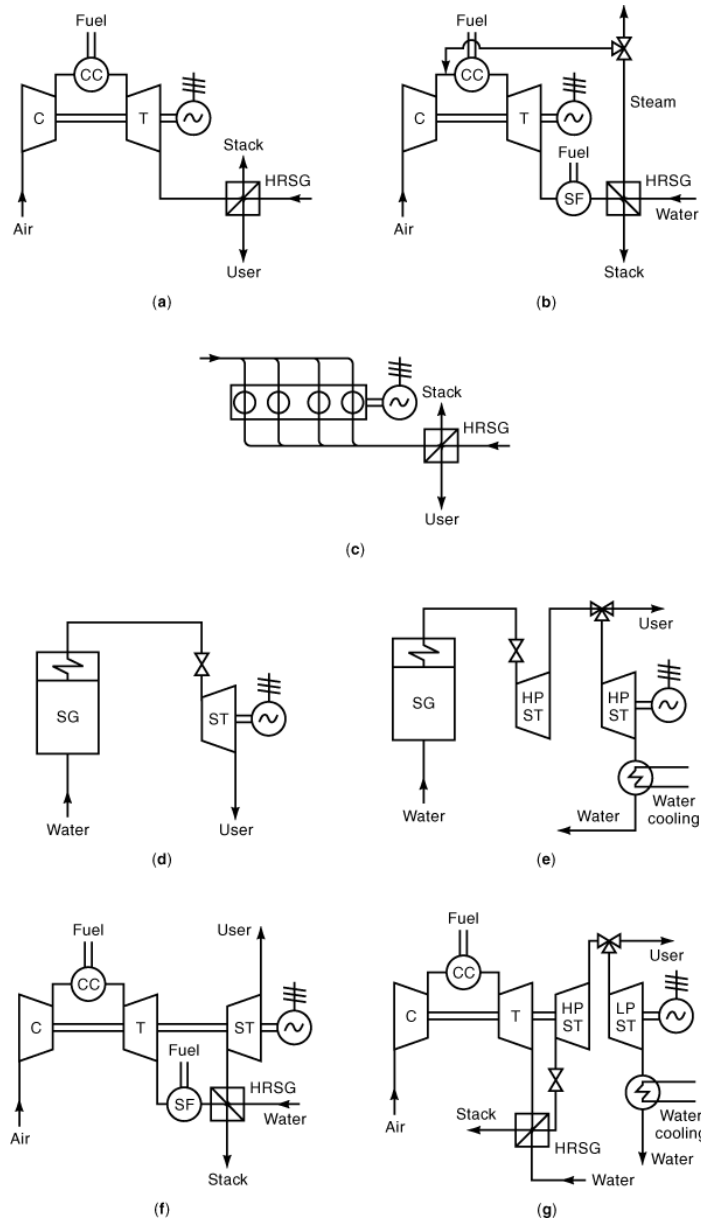 Fuel
CC
C
T
Stack
HRSG
Air
User
(a)
Fuel
CC
C
T
Steam
Fuel
SF
HRSG
Water
Air
Stack
(b)
Stack
HRSG
User
(c)
SG
ST
Water
User
(d)
User
SG
HP
ST
HP
ST
Water
Water
cooling
Water
(e)
Fuel
User
CC
C
T
ST
Fuel
SF
HRSG
Water
Air
Stack
(f)
Fuel
User
CC
C
T
HP
ST
LP
ST
Stack
HRSG
Air
Water
cooling
Water
Water
(g)